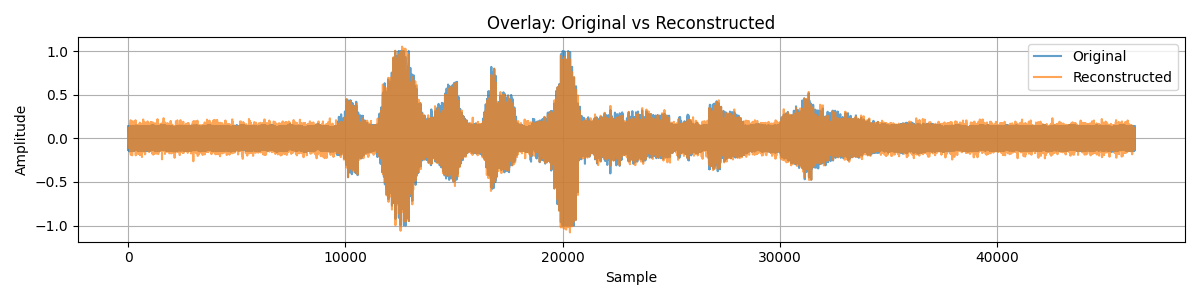 Overlay: Original vs Reconstructed
Original
Reconstructed
Amplitude
1.0
0.5
0.0
−0.5
−1.0
0 10000 20000 30000 40000
Sample